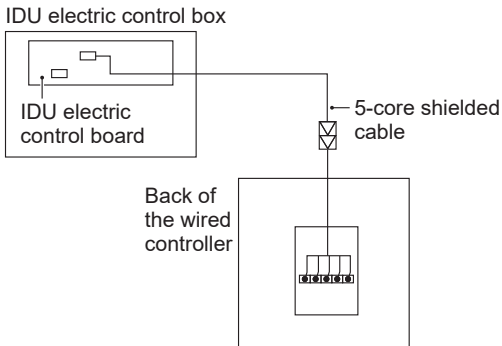 IDU electric control box
IDU electric
control board
5-core shielded
cable
Back of
the wired
controller